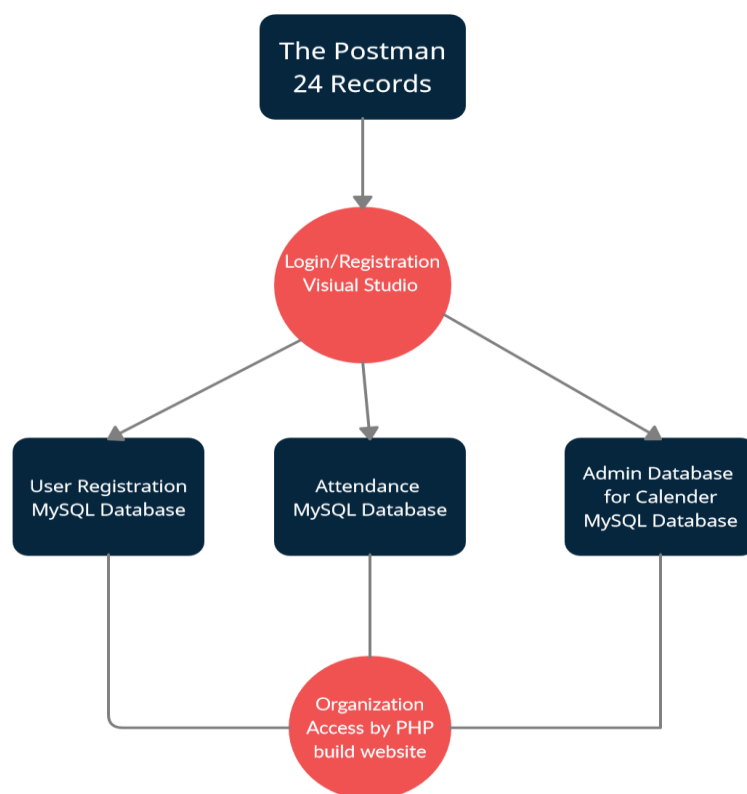 The Postman
24 Records
Login/Registration
Visiual Studio
User Registration
MySQL Database
Attendance
MySQL Database
Admin Database
for Calender
MySQL Database
Organization
Access by PHP
build website